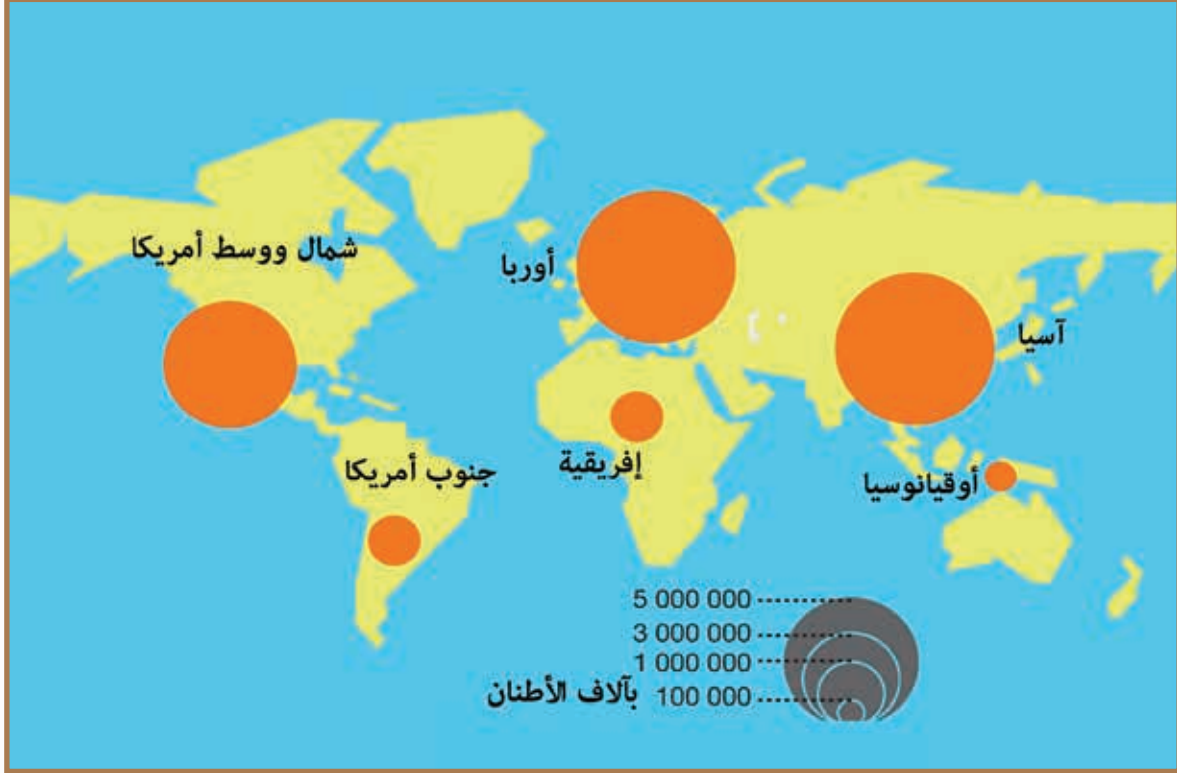 شمال ووسط أمريكا
أوربا
آسيا
جنوب أمريكا
إفريقية
أوقيانوسيا
5 000 000
3 000 000
1 000 000
100 000 بآلاف الأطنان